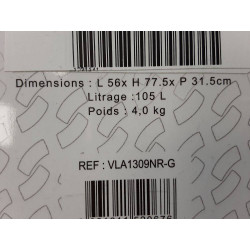 Dimensions : L 56x H 77.5x P 31.5cm
Litrage :105 L
Poids : 4,0 kg
REF : VLA1309NR-G